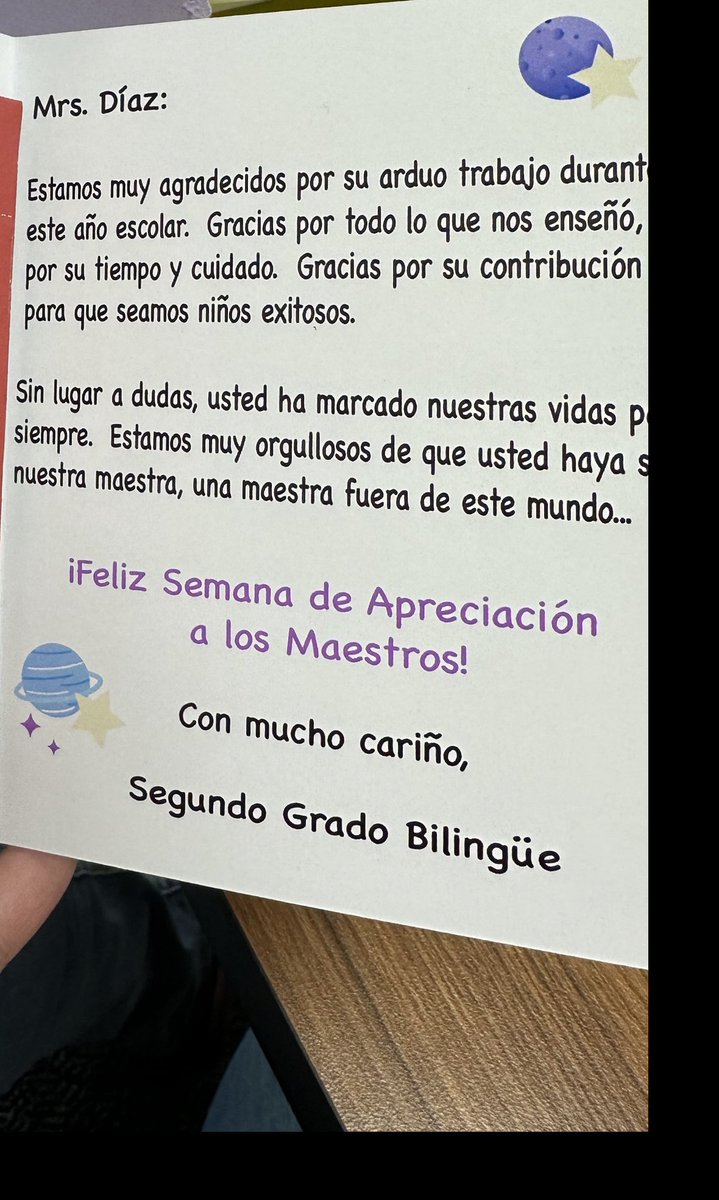 Mrs. Díaz:
Estamos muy agradecidos por su arduo trabajo durant
este año escolar. Gracias por todo lo que nos enseñó,
por su tiempo y cuidado. Gracias por su contribución
para que seamos niños exitosos.
Sin lugar a dudas, usted ha marcado nuestras vidas p
siempre. Estamos muy orgullosos de que usted haya s
nuestra maestra, una maestra fuera de este mundo...
¡Feliz Semana de Apreciación
a los Maestros!
Con mucho cariño,
Segundo Grado Bilingüe